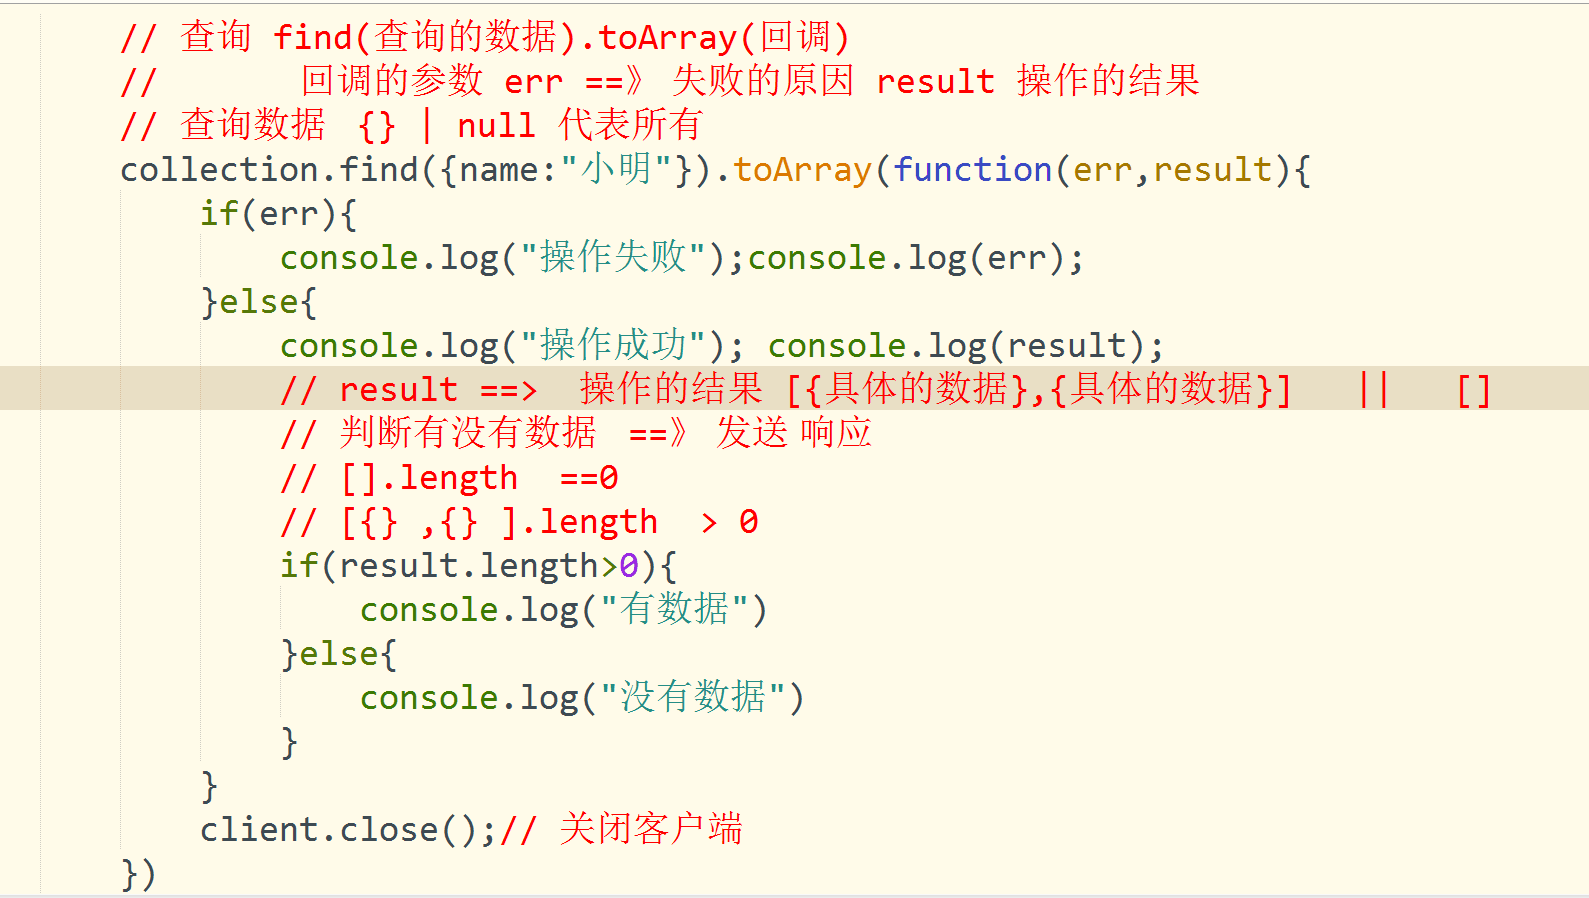 // 查询 find(查询的数据).toArray(回调)
//       回调的参数 err ==》 失败的原因 result 操作的结果
// 查询数据  {} | null 代表所有
collection.find({name:"小明"}).toArray(function(err,result){
    if(err){
        console.log("操作失败");console.log(err);
    }else{
        console.log("操作成功"); console.log(result);
        // result ==>  操作的结果 [{具体的数据},{具体的数据}]   ||   []
        // 判断有没有数据  ==》 发送 响应
        // [].length  ==0
        // [{} ,{} ].length  > 0
        if(result.length>0){
            console.log("有数据")
        }else{
            console.log("没有数据")
        }
    }
    client.close();// 关闭客户端
})